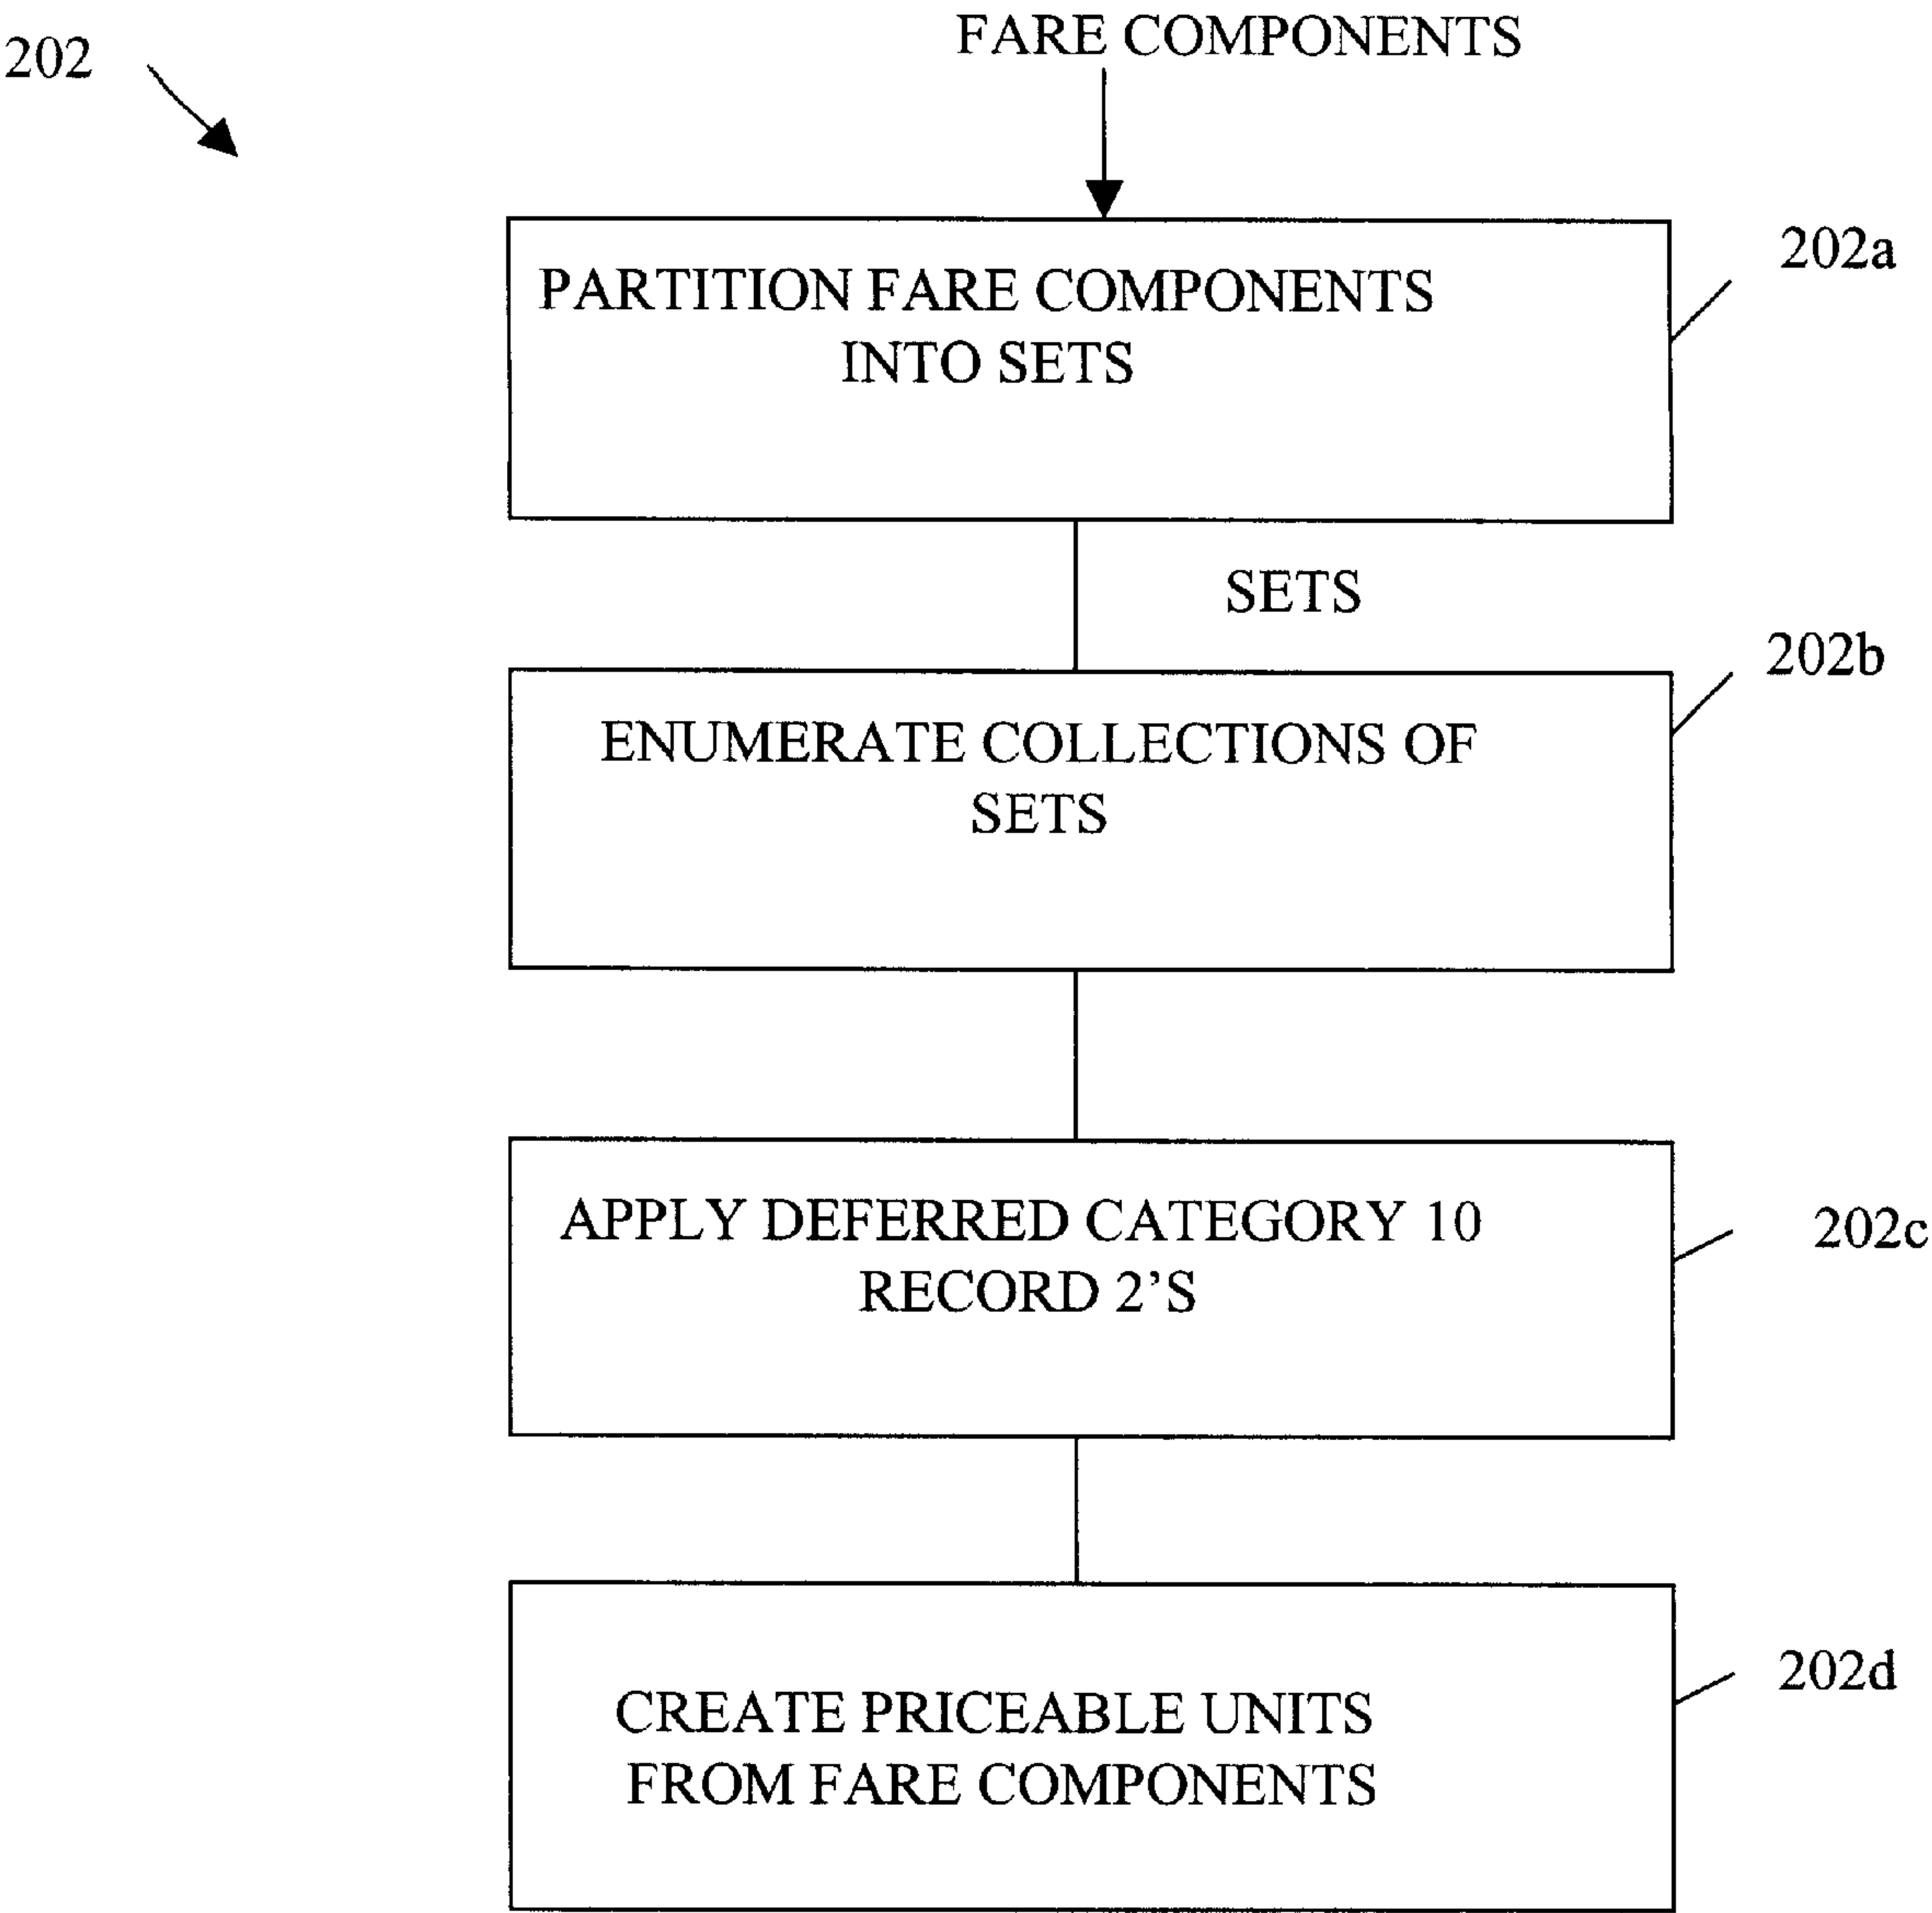 FARE COMPONENTS
202
PARTITION FARE COMPONENTS
INTO SETS
202a
SETS
202b
ENUMERATE COLLECTIONS OF
SETS
APPLY DEFERRED CATEGORY 10
RECORD 2’S
202c
CREATE PRICEABLE UNITS
FROM FARE COMPONENTS
202d